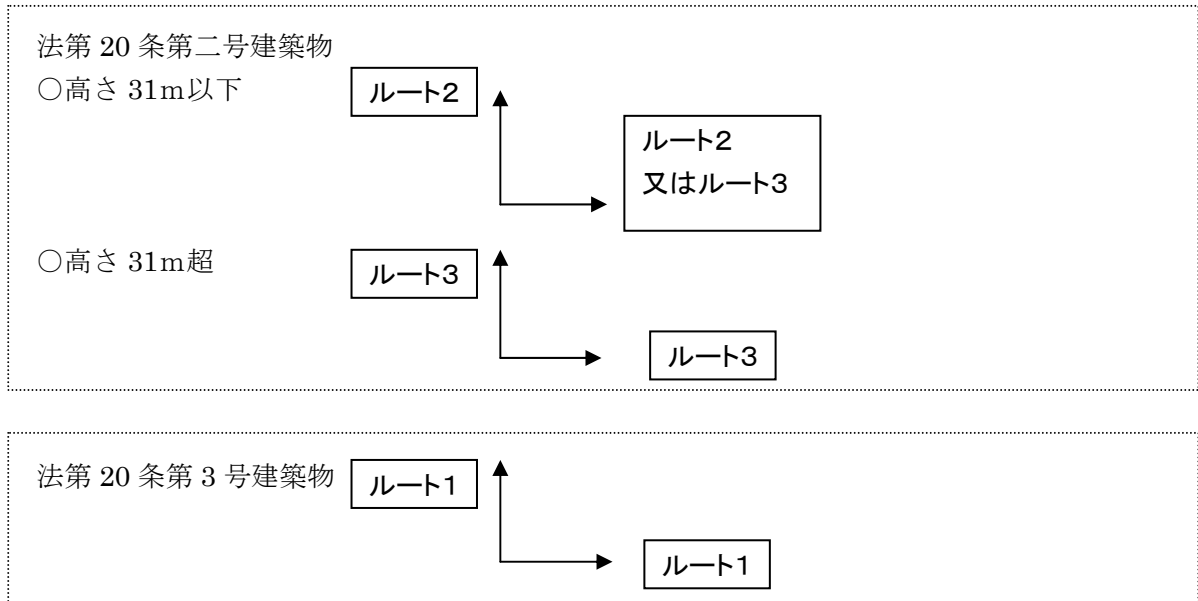 法第 20 条第二号建築物
○高さ 31m以下
ルート2
ルート2
又はルート3
○高さ 31m超
ルート3
ルート3
法第 20 条第 3 号建築物
ルート1
ルート1